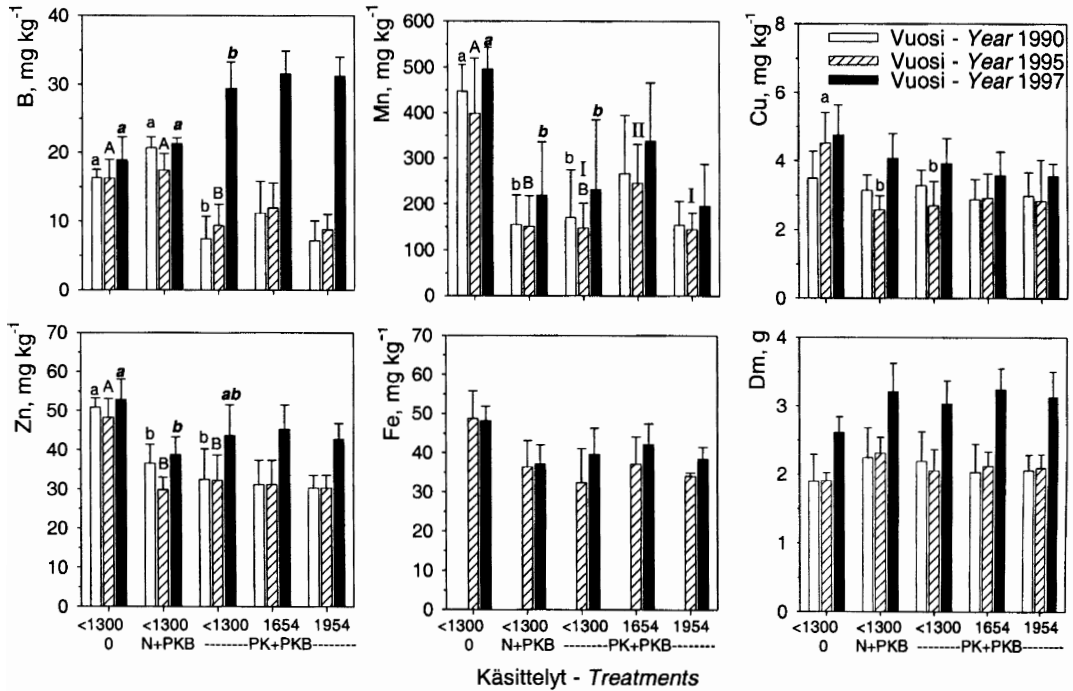 B, mg kg-1
40
30
20
10
0
a
A
a
a
A
a
b
B
b
Mn, mg kg-1
600
500
400
300
200
100
0
a
A
a
b
B
b
b
I
B
b
II
I
Cu, mg kg-1
8
6
4
2
0
Vuosi - Year 1990
Vuosi - Year 1995
Vuosi - Year 1997
a
b
b
Zn, mg kg-1
70
60
50
40
30
20
10
0
a
A
a
b
B
b
b
B
ab
<1300 <1300 <1300 1654 1954
0 N+PKB -------PK+PKB------
Fe, mg kg-1
70
60
50
40
30
20
10
0
<1300 <1300 <1300 1654 1954
0 N+PKB -------PK+PKB------
Dm, g
4
3
2
1
0
<1300 <1300 <1300 1654 1954
0 N+PKB -------PK+PKB------
Käsittelyt - Treatments